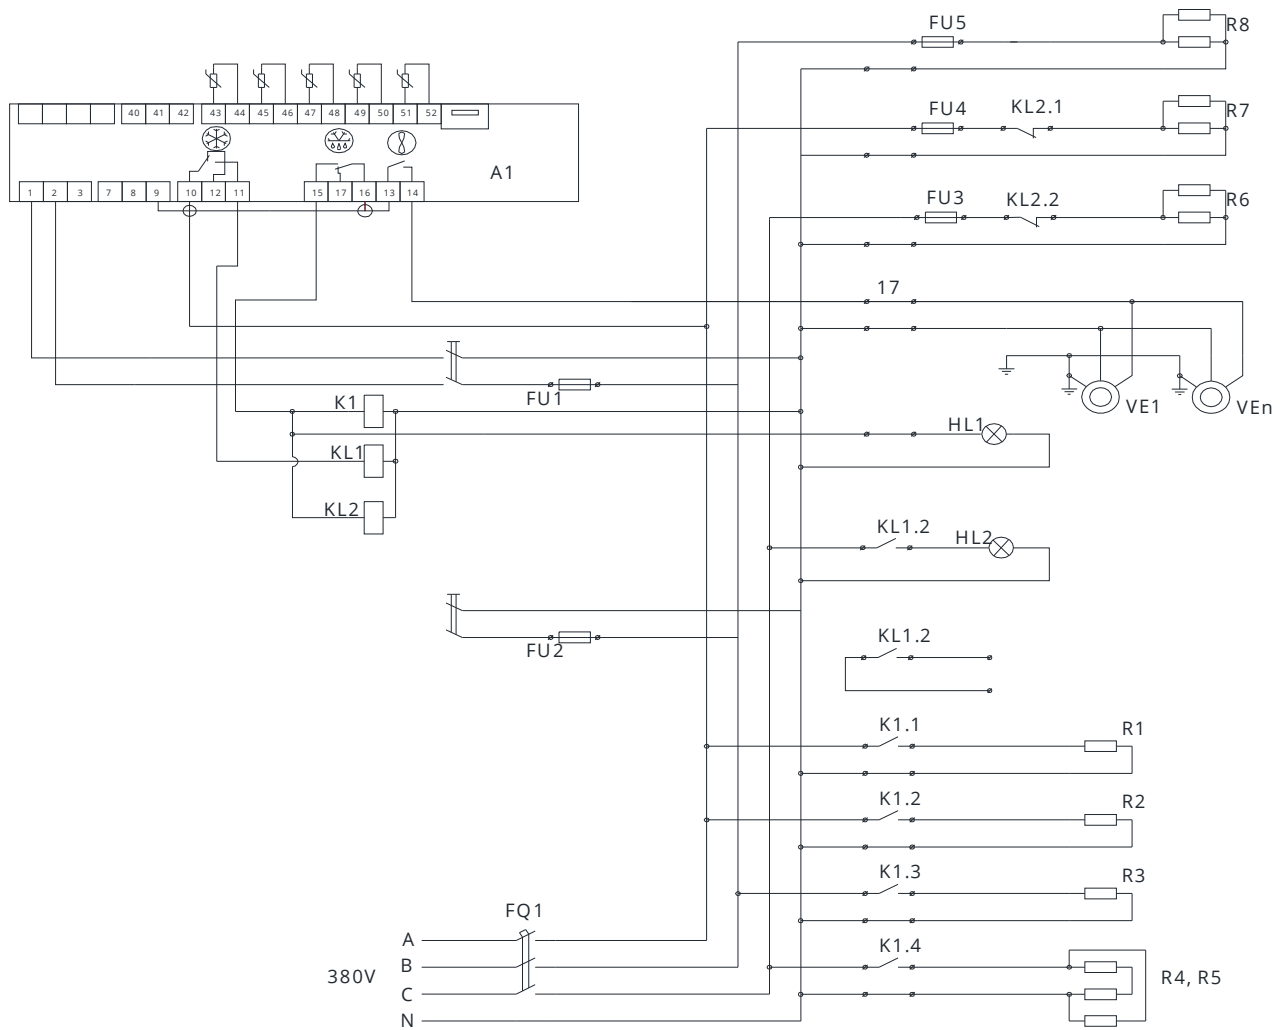 FU5
R8
FU4
KL2.1
R7
40 41 42 43 44 45 46 47 48 49 50 51 52
A1
1 2 3 7 8 9 10 12 11 15 17 16 13 14
FU3
KL2.2
R6
17
FU1
K1
VE1
VEn
HL1
KL1
KL2
KL1.2
HL2
FU2
KL1.2
K1.1
R1
K1.2
R2
K1.3
R3
FQ1
A
B
380V
C
N
K1.4
R4, R5